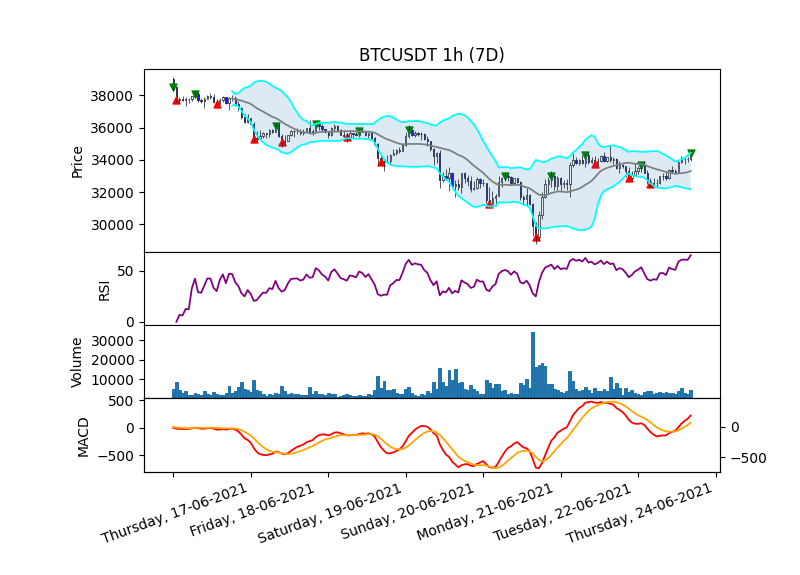 BTCUSDT 1h (7D)
38000
36000
34000
32000
30000
Price
50
0
RSI
30000
20000
10000
Volume
500
0
−500
MACD
0
−500
Thursday, 17-06-2021
Friday, 18-06-2021
Saturday, 19-06-2021
Sunday, 20-06-2021
Monday, 21-06-2021
Tuesday, 22-06-2021
Thursday, 24-06-2021